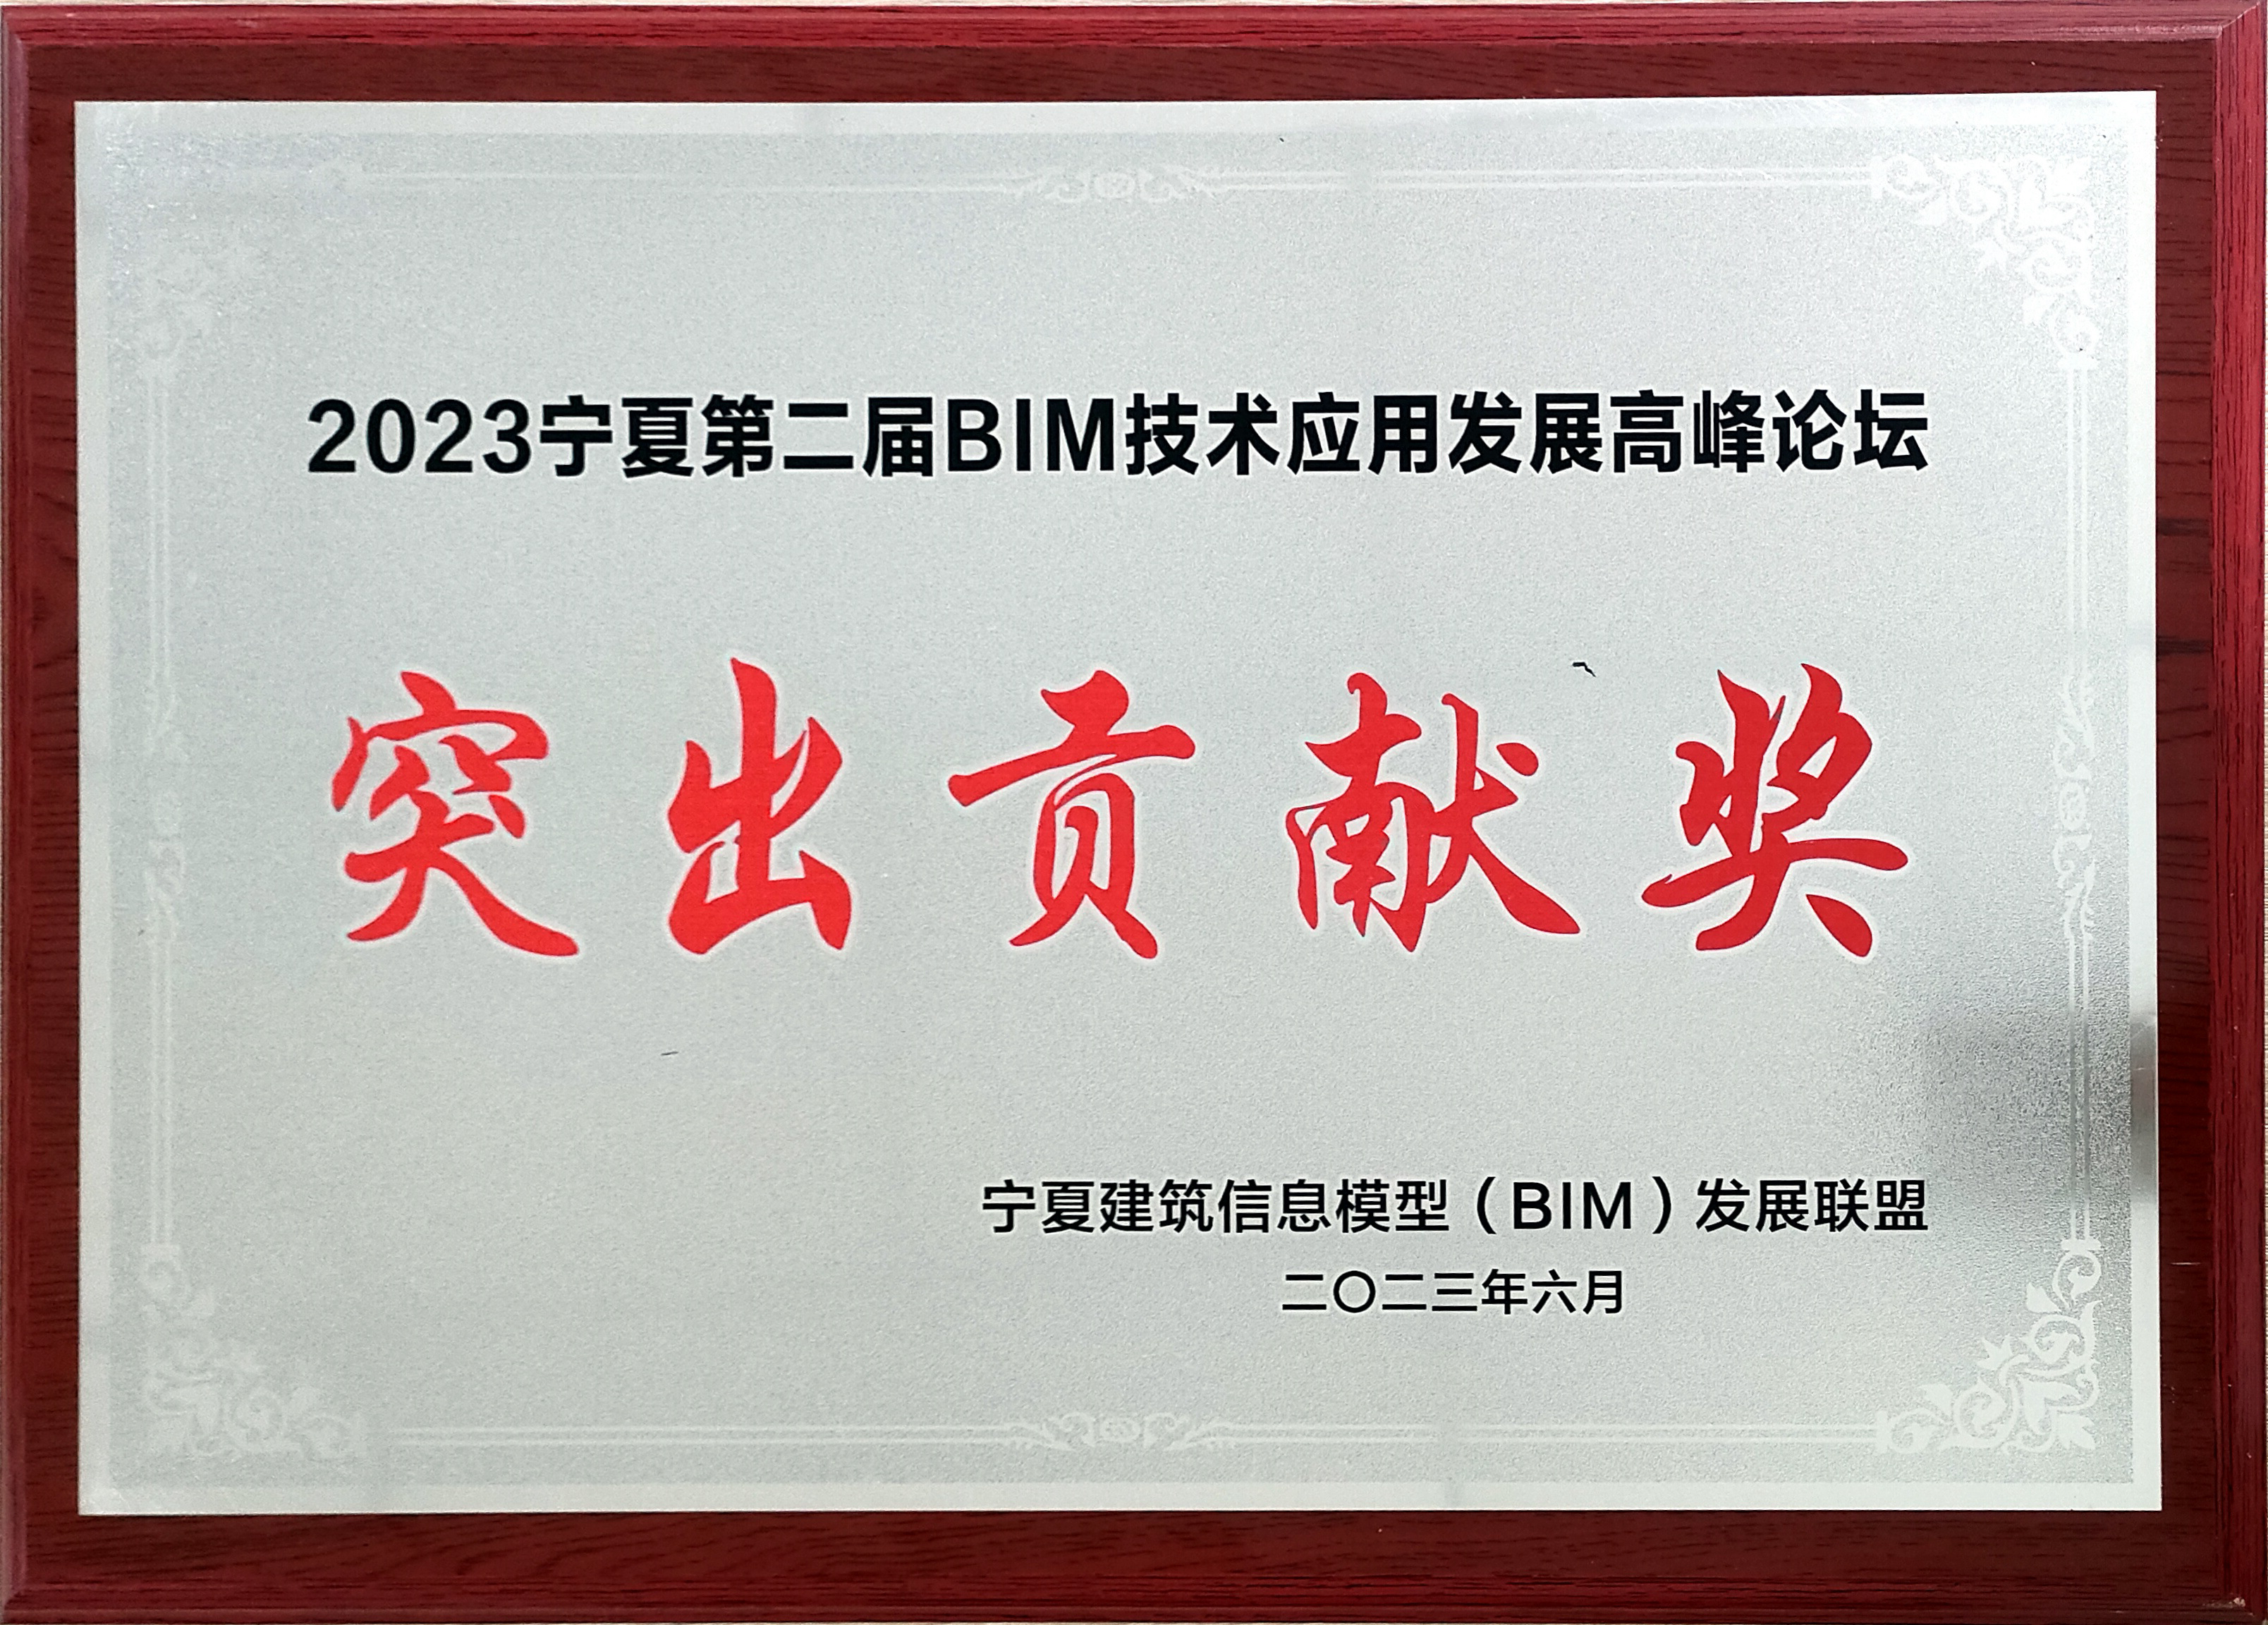 2023宁夏第二届BIM技术应用发展高峰论坛
突出贡献奖
宁夏建筑信息模型（BIM）发展联盟
二〇二三年六月